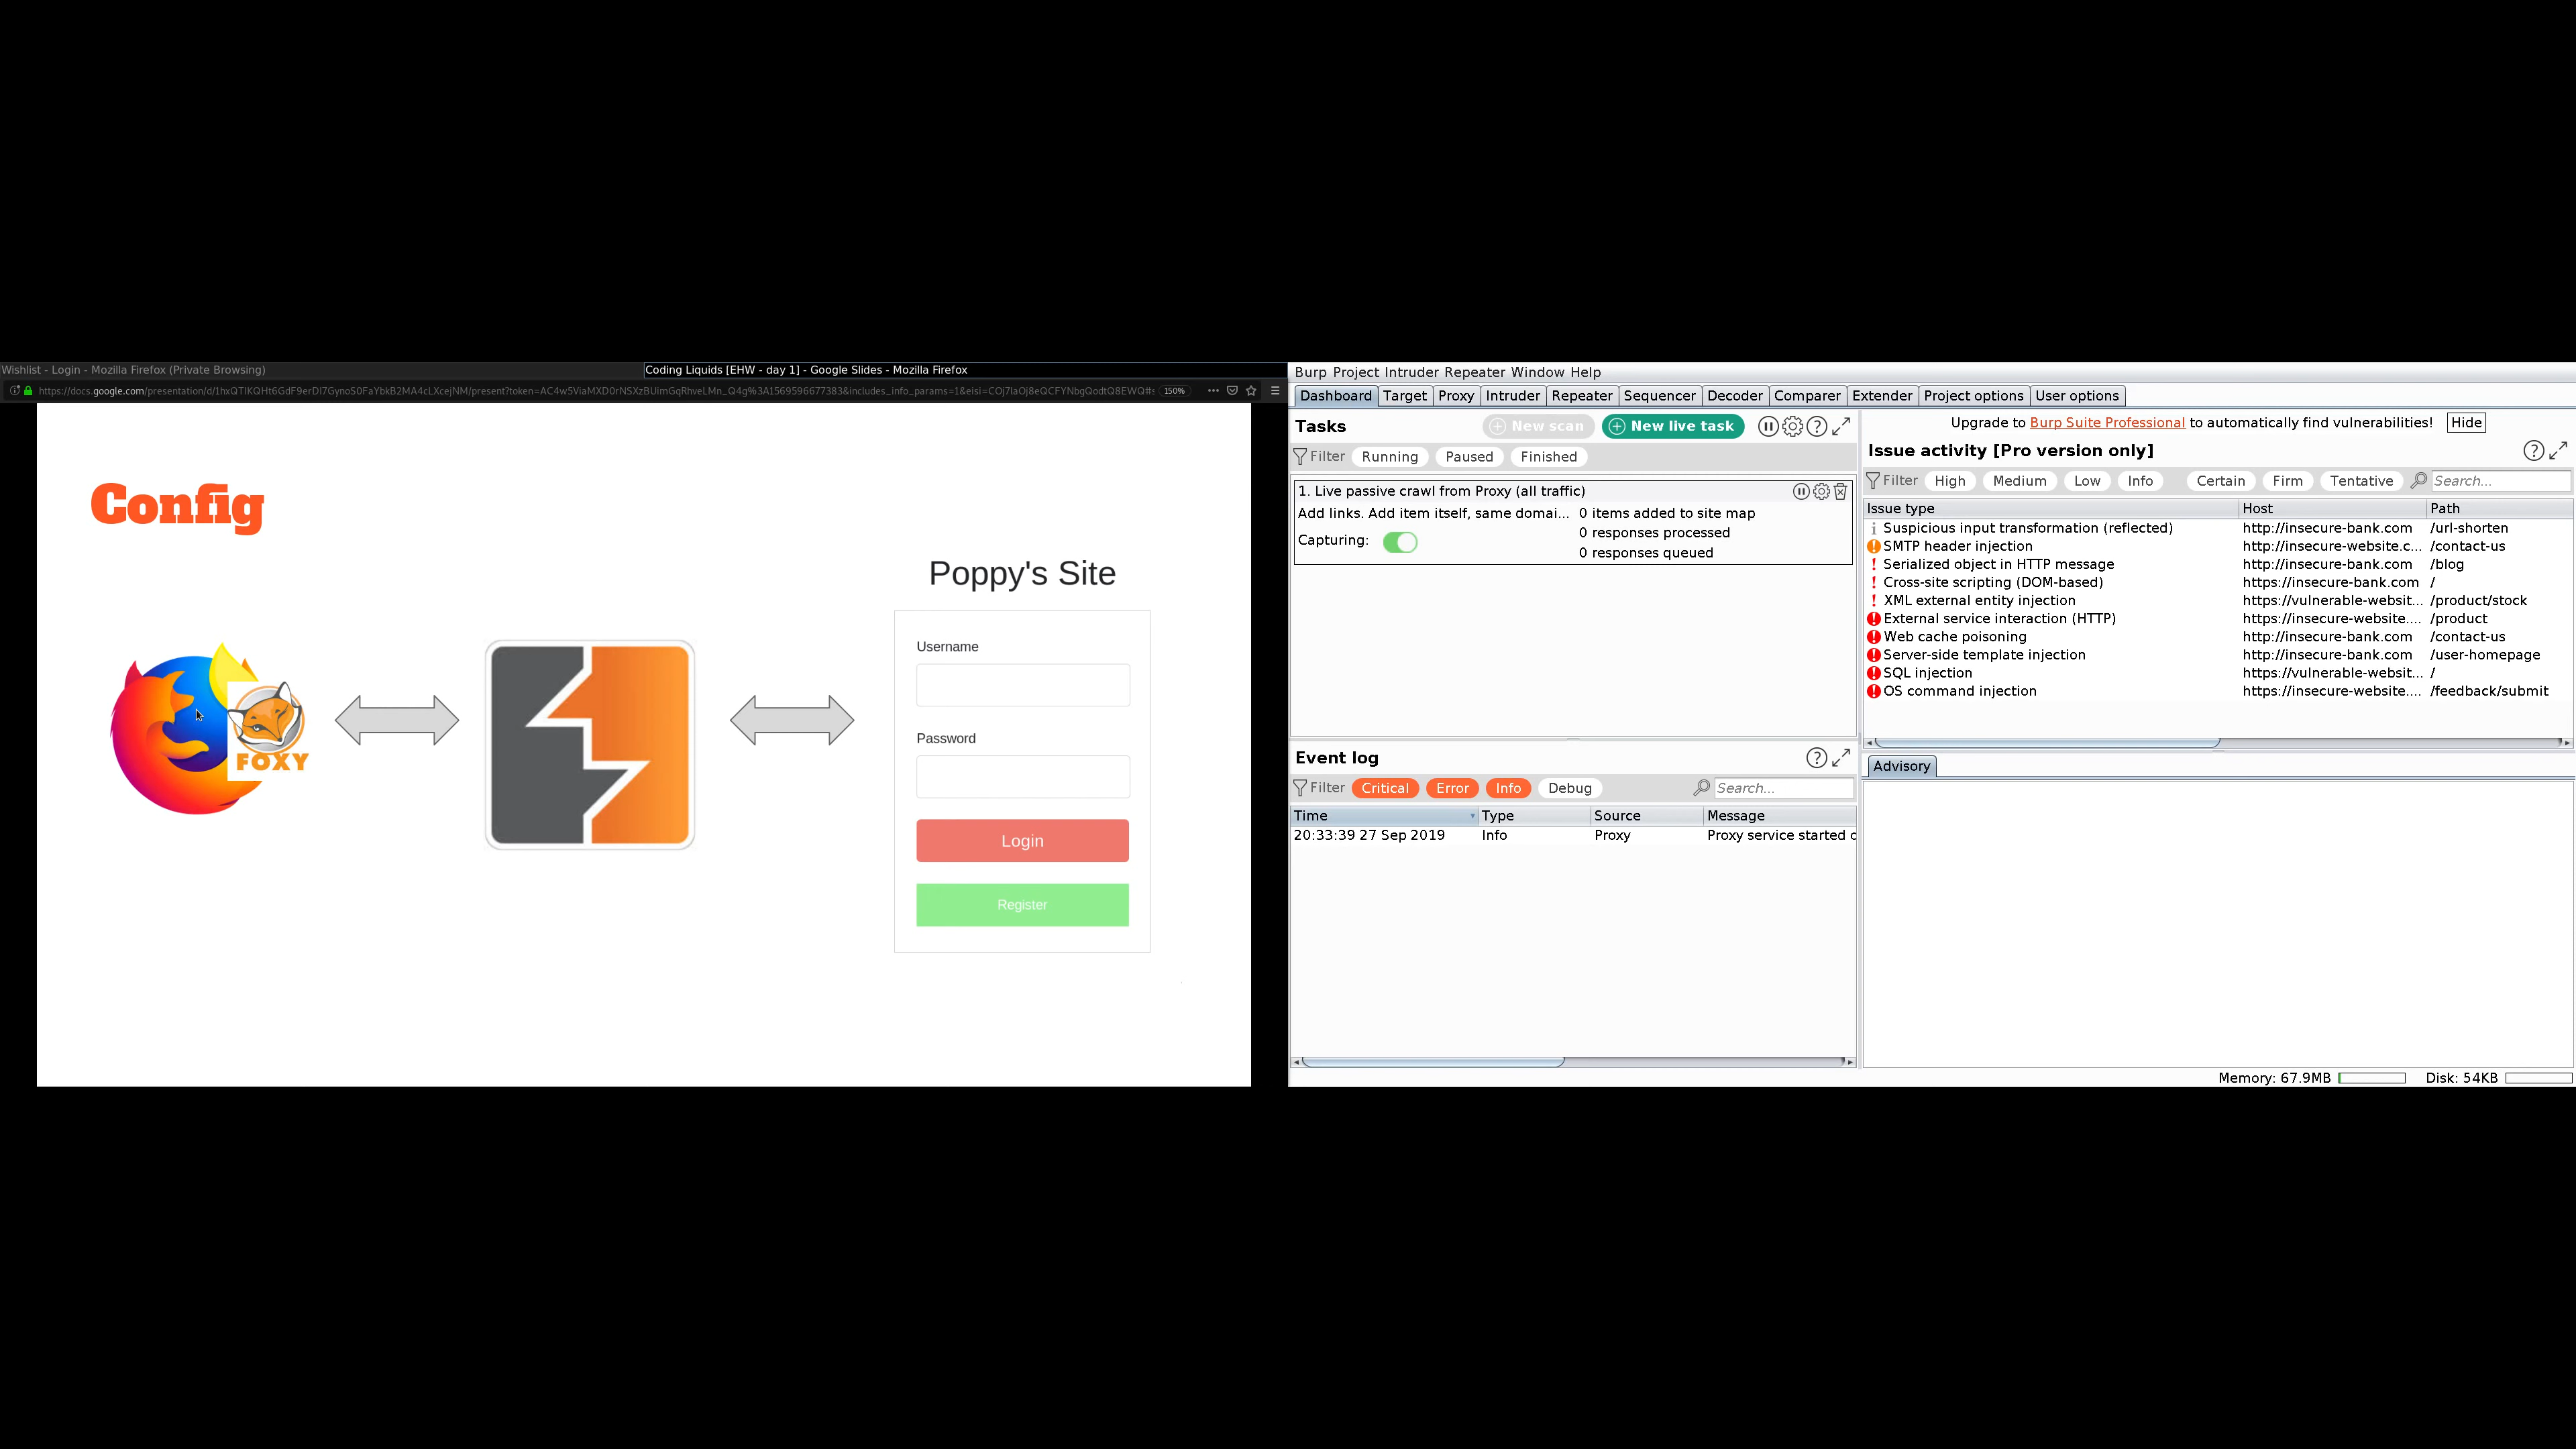 Wishlist - Login - Mozilla Firefox (Private Browsing)
Coding Liquids [EHW - day 1] - Google Slides - Mozilla Firefox
150%
Config
FOXY
Poppy's Site
Username
Password
Login
Register
Burp Project Intruder Repeater Window Help
Dashboard Target Proxy Intruder Repeater Sequencer Decoder Comparer Extender Project options User options
Tasks
New scan
New live task
Filter Running Paused Finished
1. Live passive crawl from Proxy (all traffic)
Add links. Add item itself, same domai... 0 items added to site map
0 responses processed
Capturing:
0 responses queued
Event log
Filter Critical Error Info Debug Search...
Time Type Source Message
20:33:39 27 Sep 2019 Info Proxy Proxy service started o
Upgrade to Burp Suite Professional to automatically find vulnerabilities! Hide
Issue activity [Pro version only]
Filter High Medium Low Info Certain Firm Tentative Search...
Issue type Host Path
Suspicious input transformation (reflected) http://insecure-bank.com /url-shorten
SMTP header injection http://insecure-website.c... /contact-us
Serialized object in HTTP message http://insecure-bank.com /blog
Cross-site scripting (DOM-based) https://insecure-bank.com /
XML external entity injection https://vulnerable-websit... /product/stock
External service interaction (HTTP) https://insecure-website.... /product
Web cache poisoning http://insecure-bank.com /contact-us
Server-side template injection http://insecure-bank.com /user-homepage
SQL injection https://vulnerable-websit... /
OS command injection https://insecure-website.... /feedback/submit
Advisory
Memory: 67.9MB Disk: 54KB